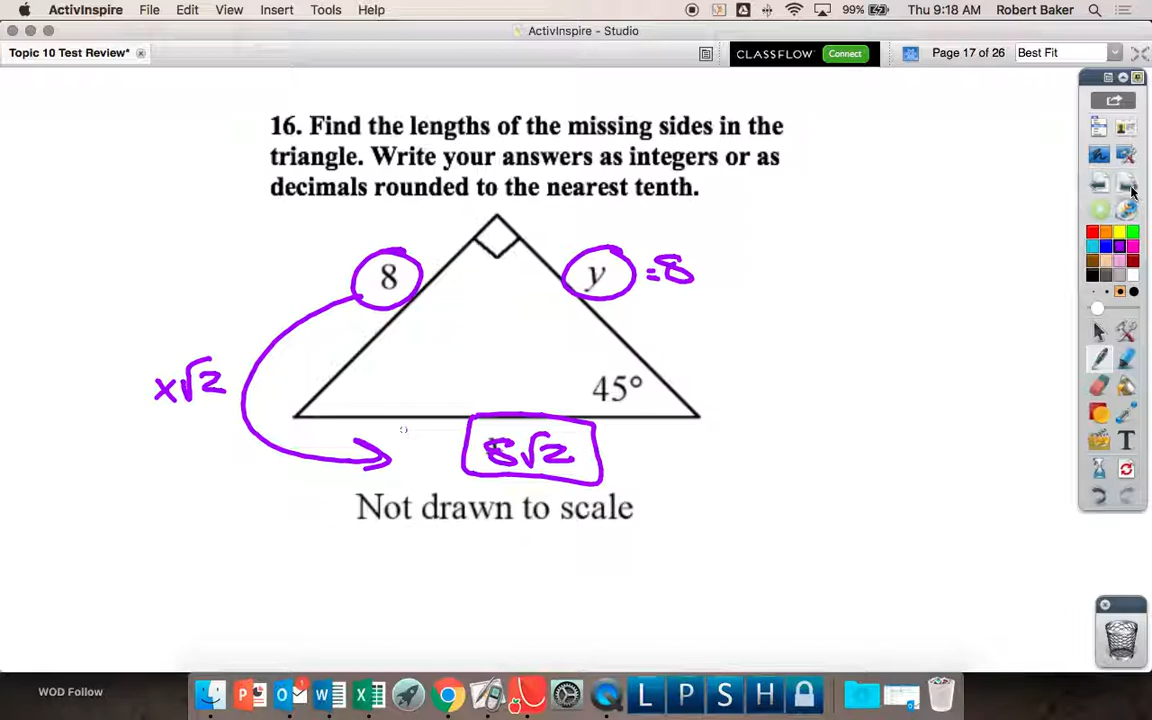 ActivInspire File Edit View Insert Tools Help 99% Thu 9:18 AM Robert Baker
ActivInspire - Studio
Topic 10 Test Review* CLASSFLOW Connect Page 17 of 26 Best Fit
16. Find the lengths of the missing sides in the
triangle. Write your answers as integers or as
decimals rounded to the nearest tenth.
8 y =8
x√2 45°
8√2
Not drawn to scale
T
WOD Follow
P W X L P S H